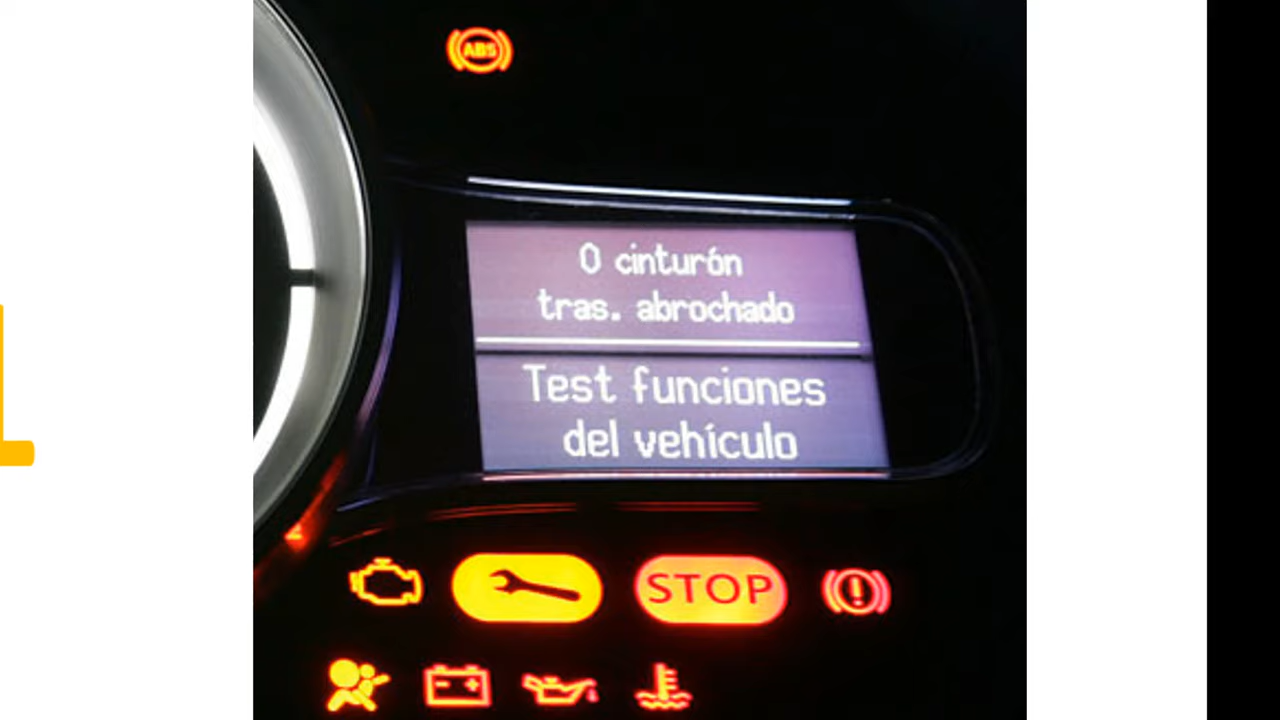 ABS
0 cinturón
tras. abrochado
Test funciones
del vehículo
STOP